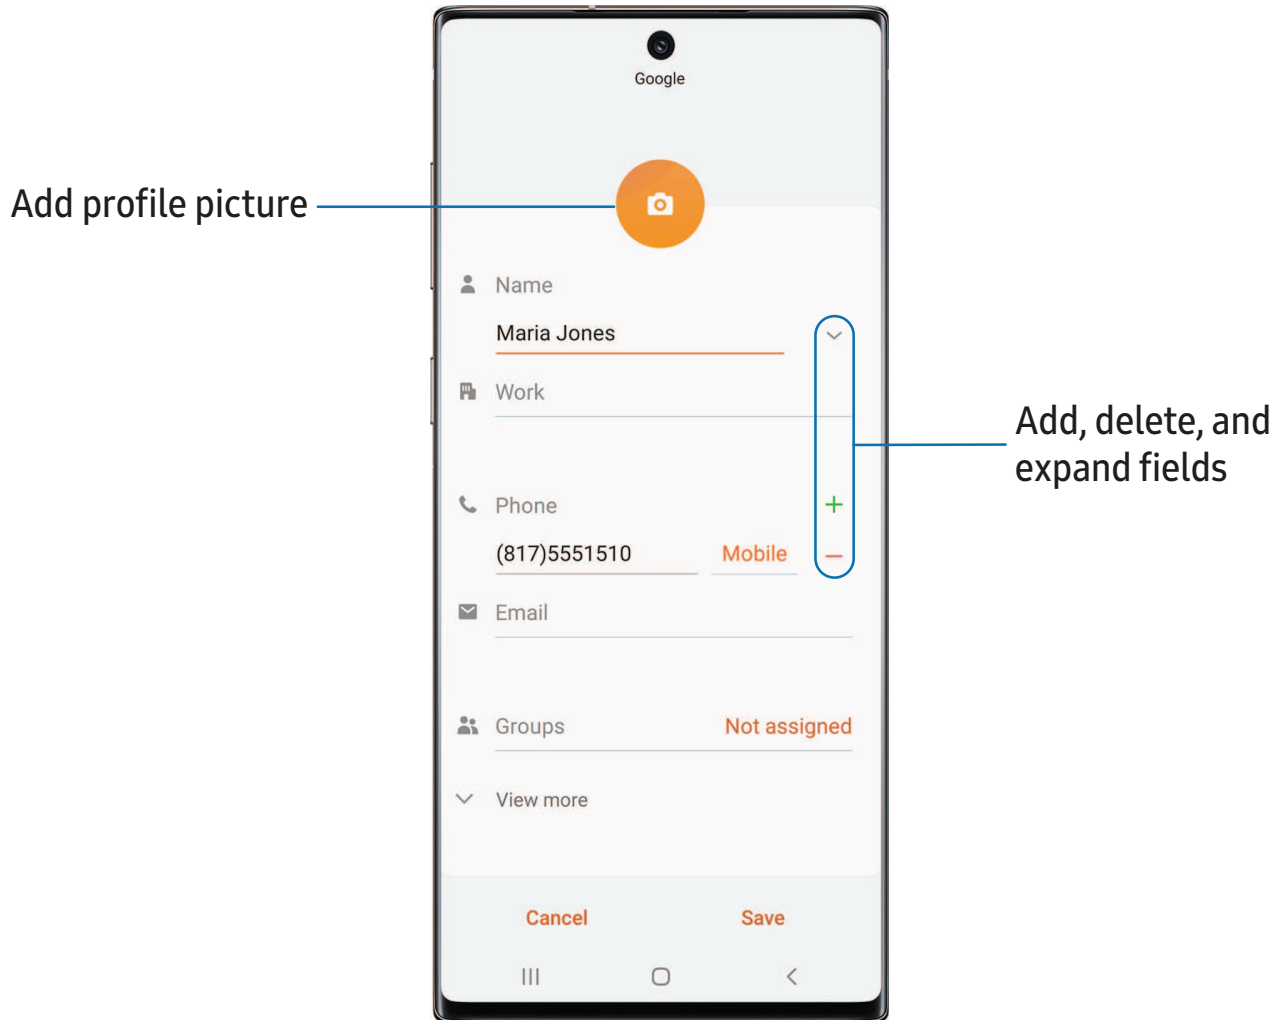 Google
Add profile picture
Name
Maria Jones
Work
Add, delete, and
expand fields
Phone
(817)5551510 Mobile
Email
Groups Not assigned
View more
Cancel Save